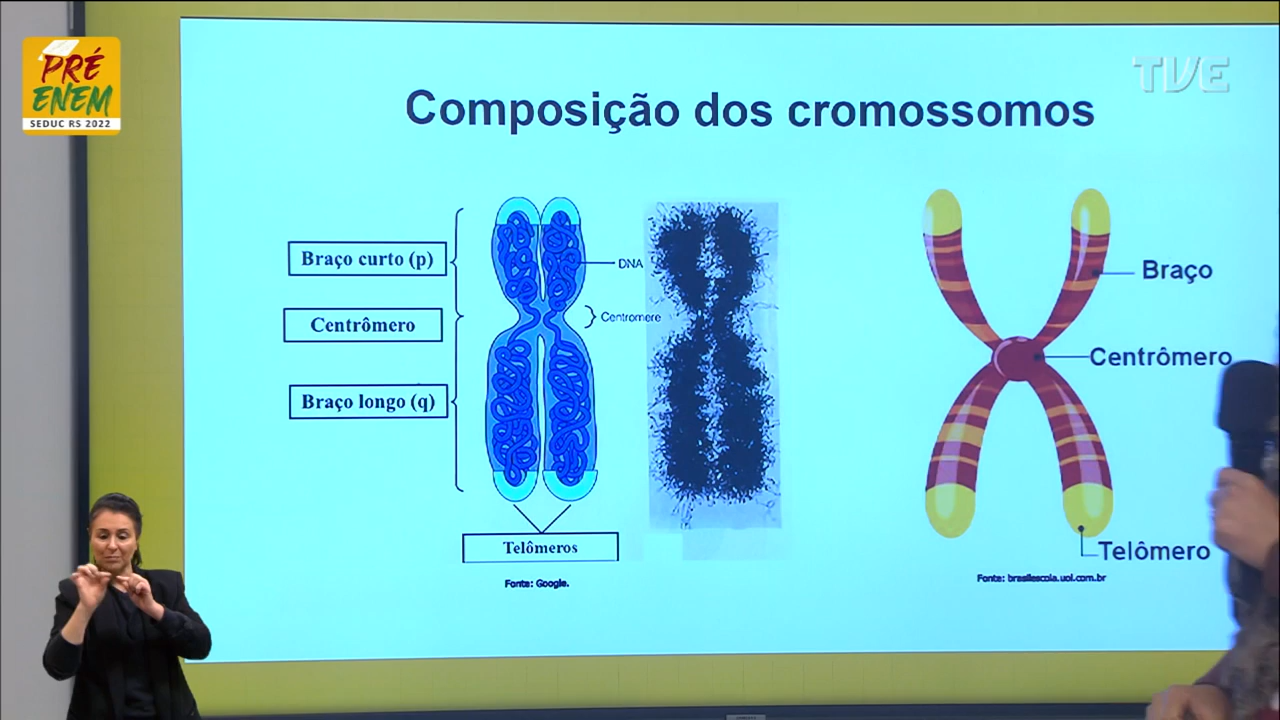 PRÉ
ENEM
SEDUC RS 2022
TVE
Composição dos cromossomos
Braço curto (p)
Centrômero
Braço longo (q)
DNA
Centromere
Telômeros
Fonte: Google.
Braço
Centrômero
Telômero
Fonte: brasilescola.uol.com.br